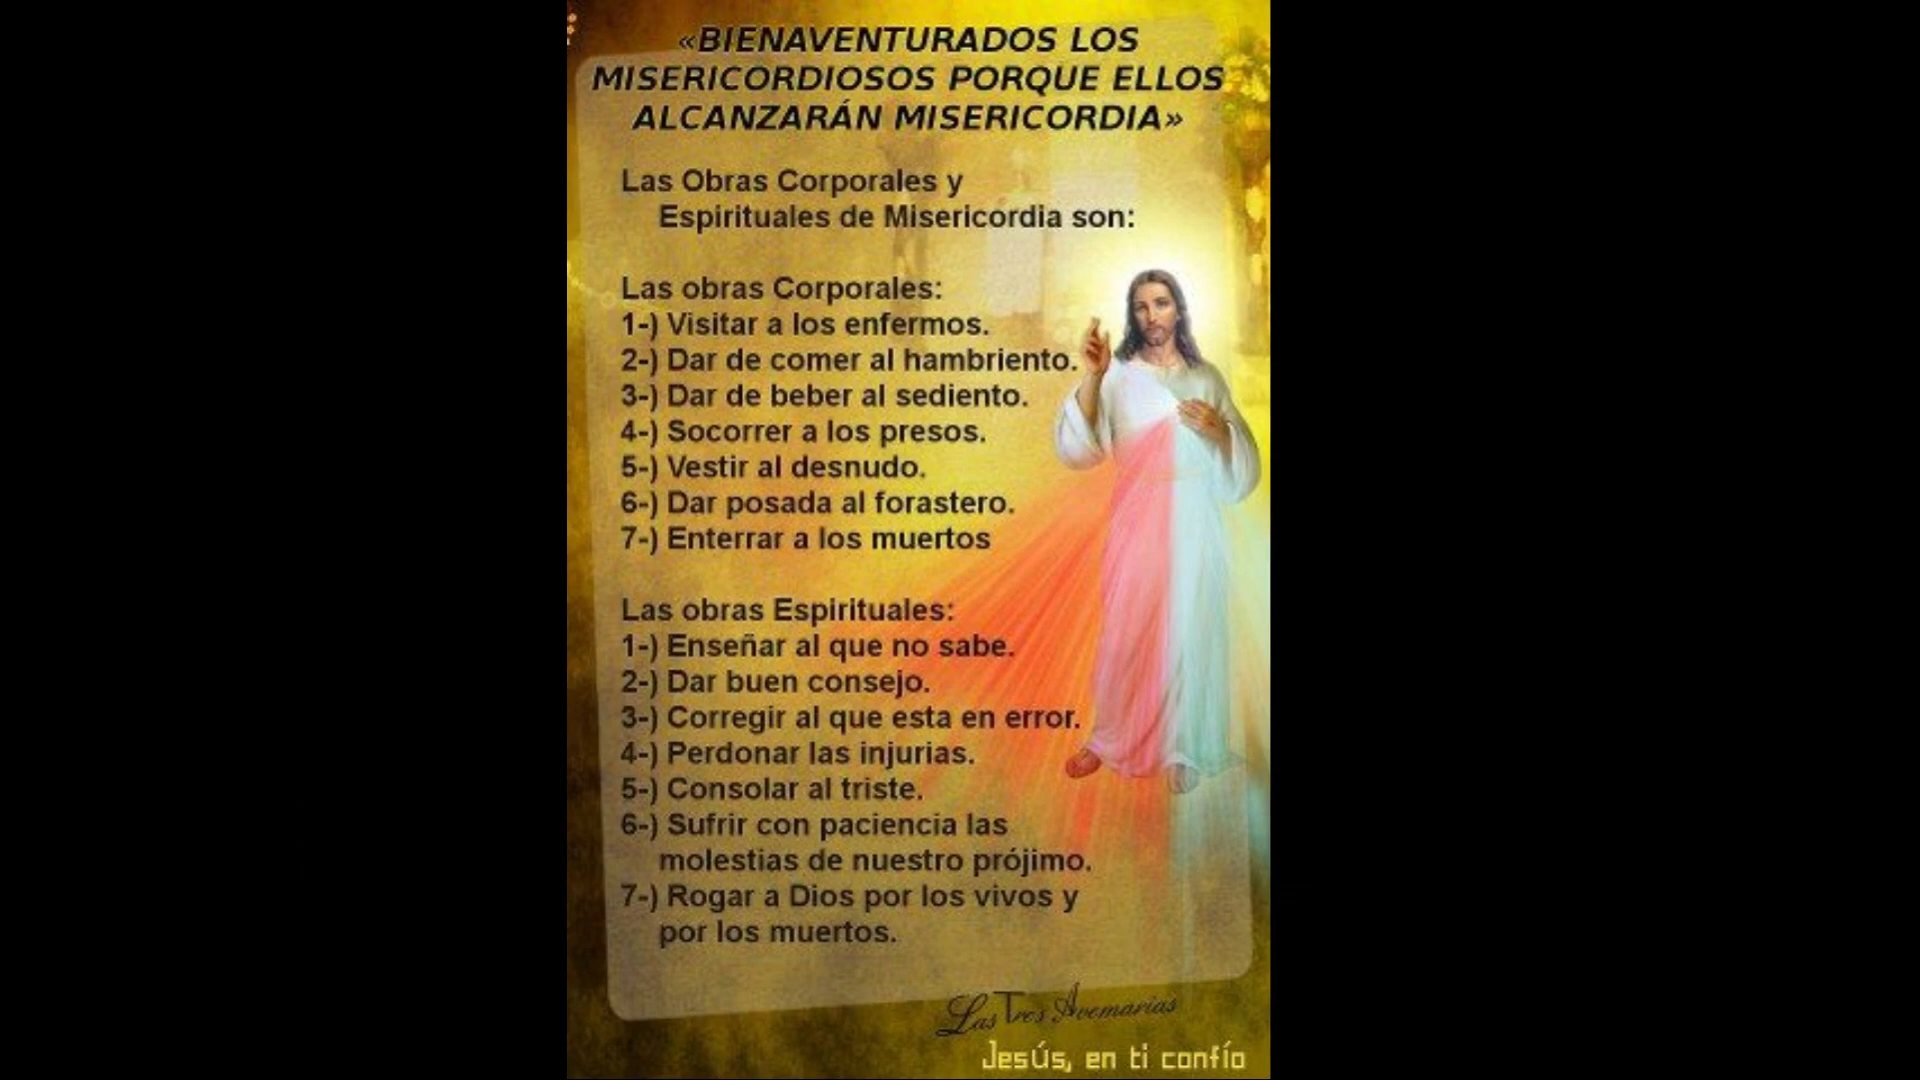 «BIENAVENTURADOS LOS
MISERICORDIOSOS PORQUE ELLOS
ALCANZARÁN MISERICORDIA»
Las Obras Corporales y
Espirituales de Misericordia son:
Las obras Corporales:
1-) Visitar a los enfermos.
2-) Dar de comer al hambriento.
3-) Dar de beber al sediento.
4-) Socorrer a los presos.
5-) Vestir al desnudo.
6-) Dar posada al forastero.
7-) Enterrar a los muertos
Las obras Espirituales:
1-) Enseñar al que no sabe.
2-) Dar buen consejo.
3-) Corregir al que esta en error.
4-) Perdonar las injurias.
5-) Consolar al triste.
6-) Sufrir con paciencia las
molestias de nuestro prójimo.
7-) Rogar a Dios por los vivos y
por los muertos.
Las Tres Avemarías
Jesús, en ti confío